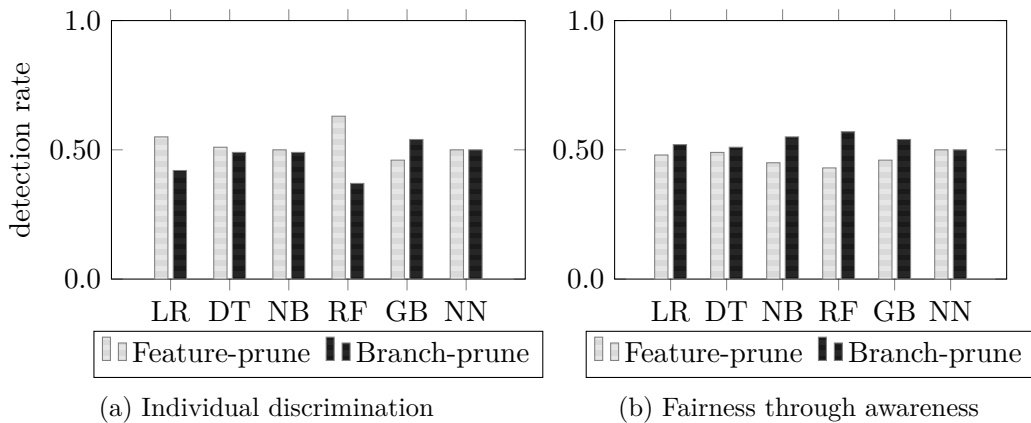 detection rate
1.0
0.50
0.0
LR DT NB RF GB NN
Feature-prune Branch-prune
(a) Individual discrimination
1.0
0.50
0.0
LR DT NB RF GB NN
Feature-prune Branch-prune
(b) Fairness through awareness